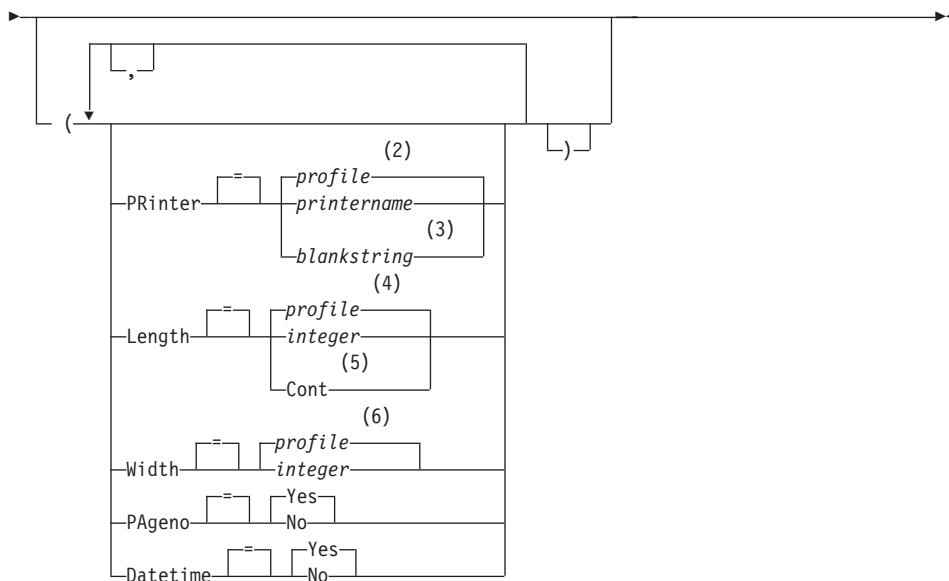 ,
(
)
(2)
=
profile
PRinter
printername
(3)
blankstring
(4)
=
profile
Length
integer
(5)
Cont
(6)
=
profile
Width
integer
=
Yes
PAgeno
No
=
Yes
Datetime
No